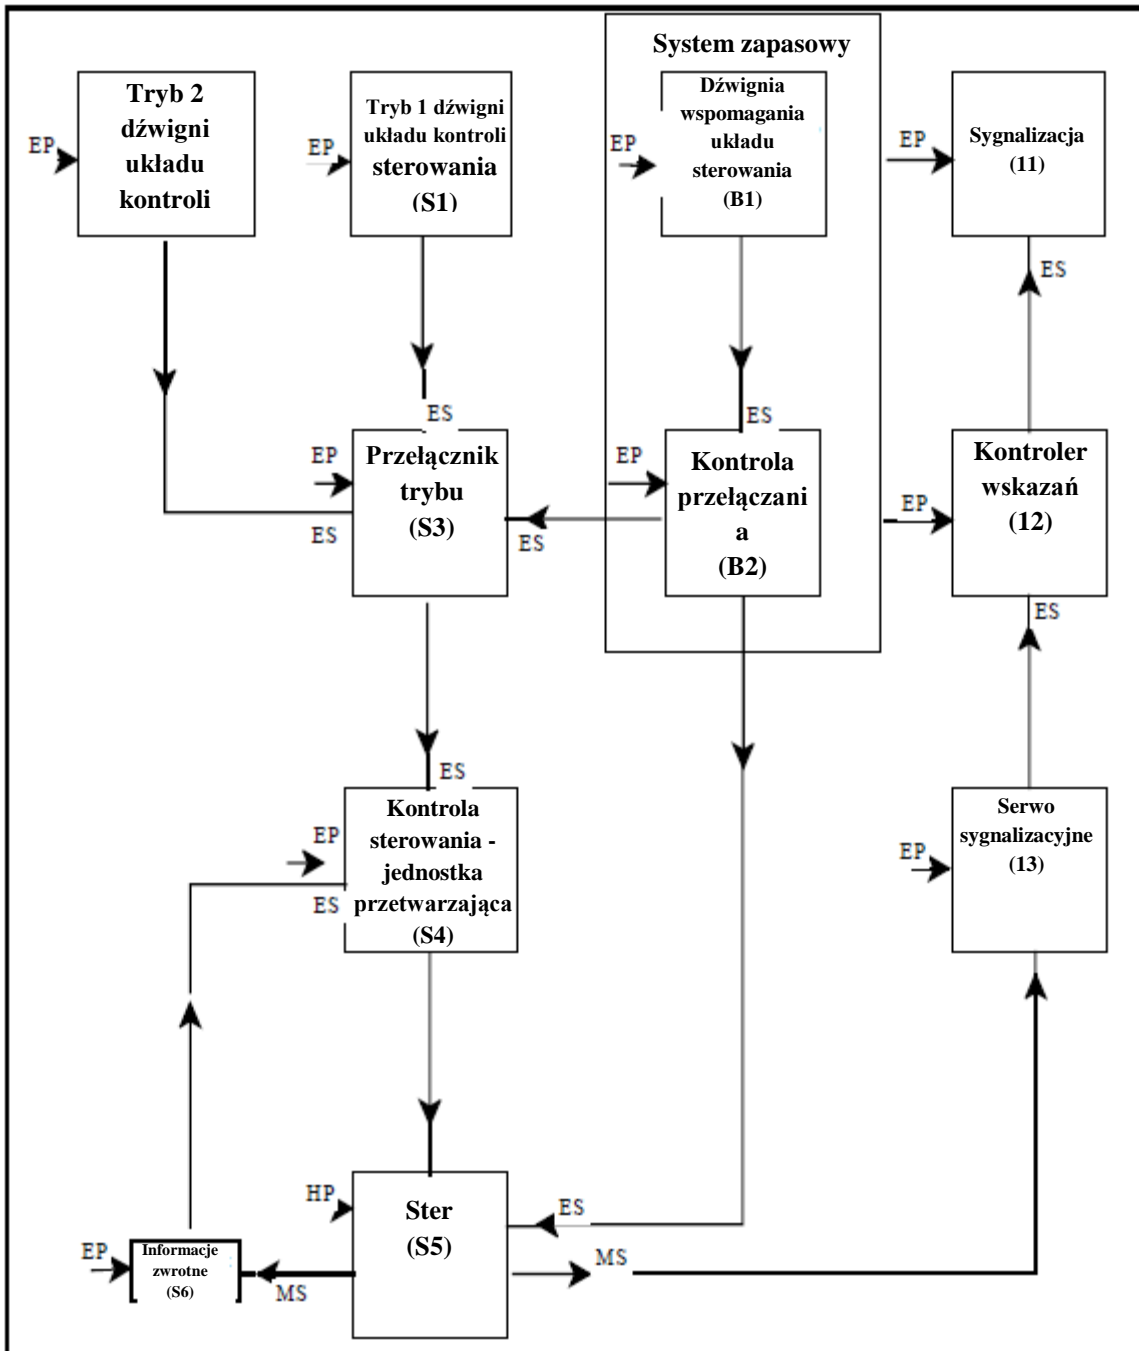 System zapasowy
Tryb 2
dźwigni
układu
kontroli
EP
Tryb 1 dźwigni
układu kontroli
sterowania
(S1)
EP
Dźwignia
wspomagania
układu
sterowania
(B1)
EP
Sygnalizacja
(11)
EP
ES
ES
ES
Przełącznik
trybu
(S3)
EP
ES
ES
Kontrola
przełączani
a
(B2)
EP
Kontroler
wskazań
(12)
EP
ES
ES
Kontrola
sterowania -
jednostka
przetwarzająca
(S4)
EP
ES
Serwo
sygnalizacyjne
(13)
EP
Ster
(S5)
HP
ES
MS
Informacje
zwrotne
(S6)
EP
MS